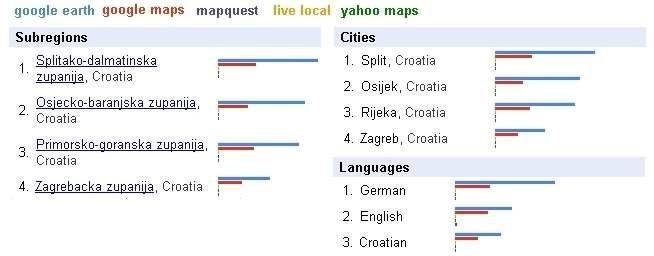 google earth google maps mapquest live local yahoo maps
Subregions
1. Splitako-dalmatinska
zupanija, Croatia
2. Osjecko-baranjska zupanija,
Croatia
3. Primorsko-goranska zupanija,
Croatia
4. Zagrebacka zupanija, Croatia
Cities
1. Split, Croatia
2. Osijek, Croatia
3. Rijeka, Croatia
4. Zagreb, Croatia
Languages
1. German
2. English
3. Croatian